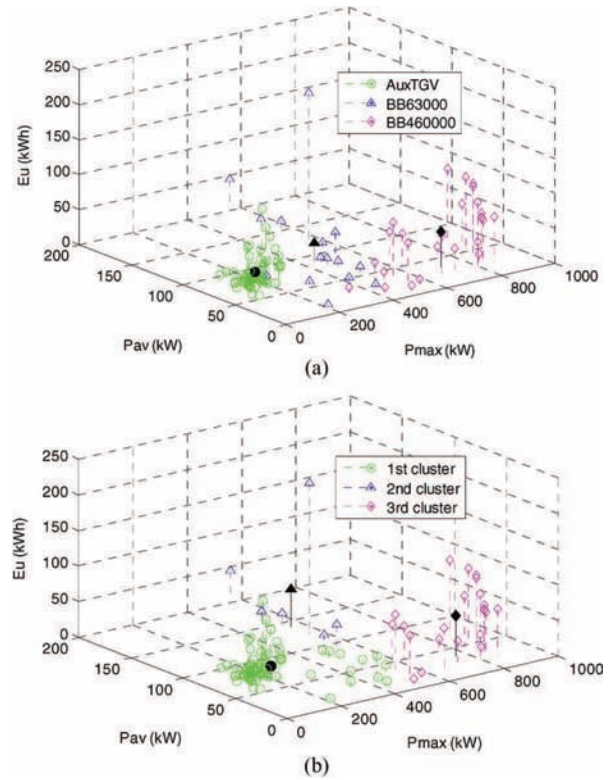 250
200
150
100
50
0
Eu (kWh)
AuxTGV
BB63000
BB460000
200
150
100
50
0
Pav (kW)
0
200
400
600
800
1000
Pmax (kW)
(a)
250
200
150
100
50
0
Eu (kWh)
1st cluster
2nd cluster
3rd cluster
200
150
100
50
0
Pav (kW)
0
200
400
600
800
1000
Pmax (kW)
(b)